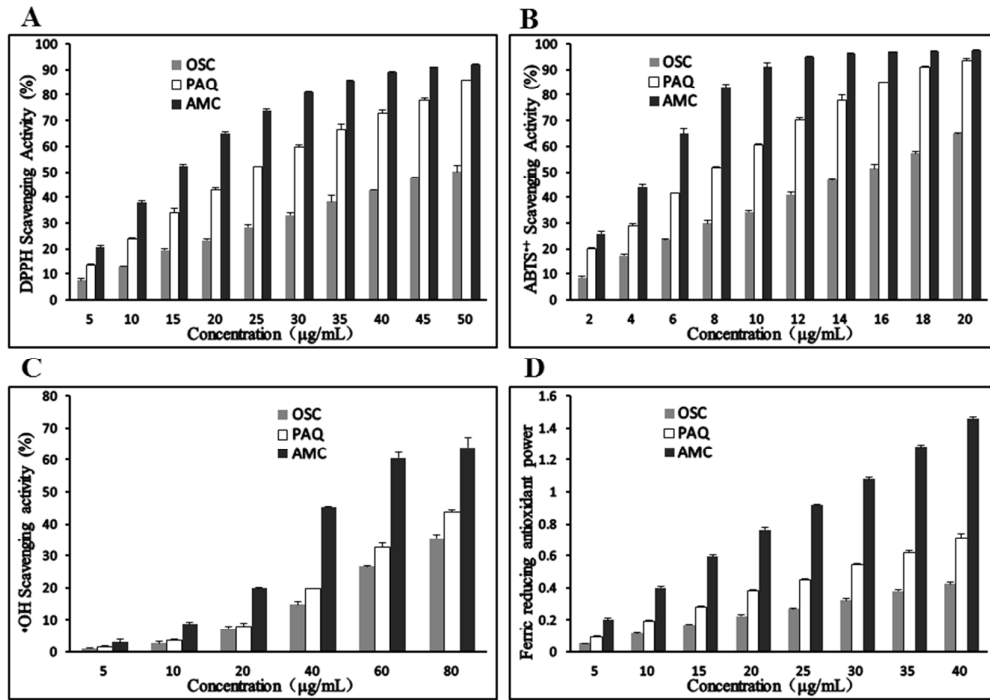 A
DPPH Scavenging Activity (%)
100
90
80
70
60
50
40
30
20
10
0
OSC
PAQ
AMC
5 10 15 20 25 30 35 40 45 50
Concentration (μg/mL)
B
ABTS•+ Scavenging Activity (%)
100
90
80
70
60
50
40
30
20
10
0
OSC
PAQ
AMC
2 4 6 8 10 12 14 16 18 20
Concentration (μg/mL)
C
•OH Scavenging activity (%)
80
70
60
50
40
30
20
10
0
OSC
PAQ
AMC
5 10 20 40 60 80
Concentration (μg/mL)
D
Ferric reducing antioxidant power
1.6
1.4
1.2
1
0.8
0.6
0.4
0.2
0
OSC
PAQ
AMC
5 10 15 20 25 30 35 40
Concentration (μg/mL)